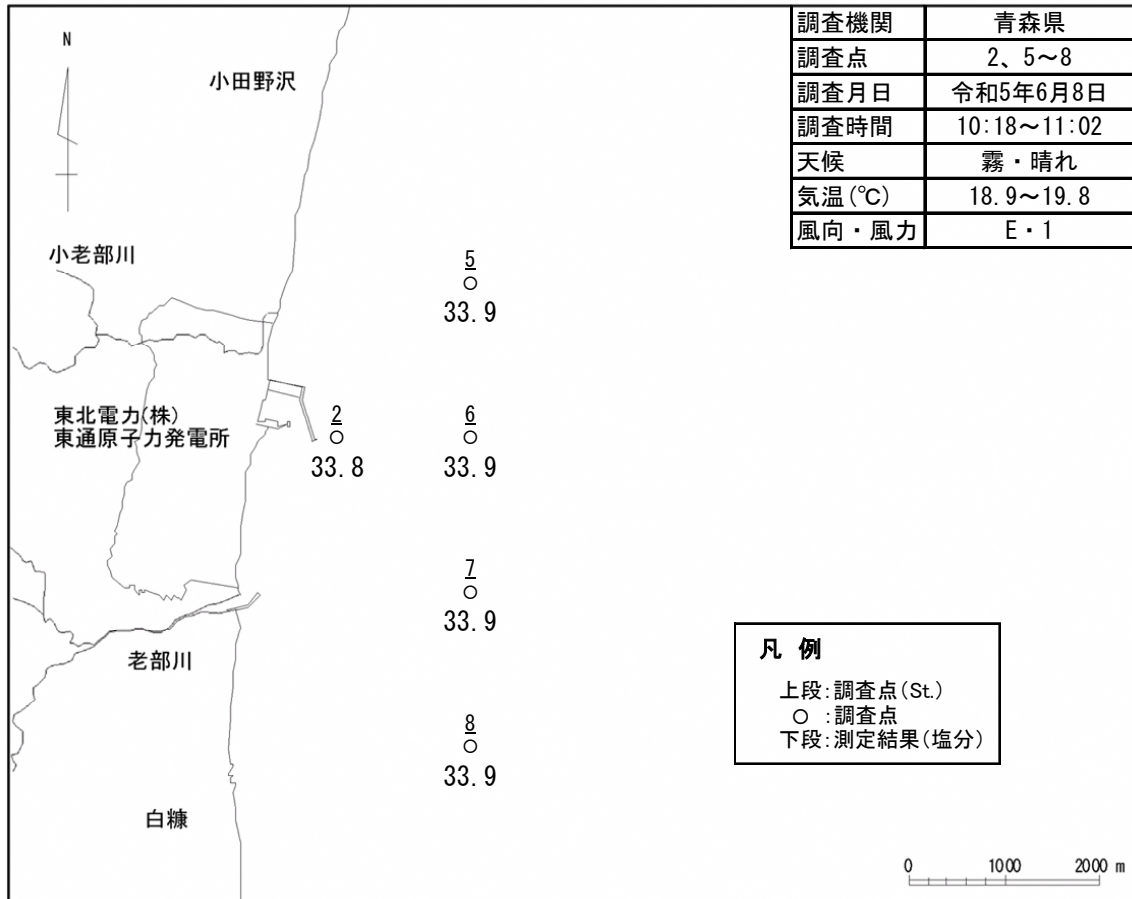 調査機関 青森県
調査点 2、5～8
調査月日 令和5年6月8日
調査時間 10:18～11:02
天候 霧・晴れ
気温(℃) 18.9～19.8
風向・風力 E・1
N
小田野沢
小老部川
5
○
33.9
東北電力(株)
東通原子力発電所
2
○
33.8
6
○
33.9
7
○
33.9
老部川
8
○
33.9
白糠
凡 例
上段:調査点(St.)
○ :調査点
下段:測定結果(塩分)
0 1000 2000 m